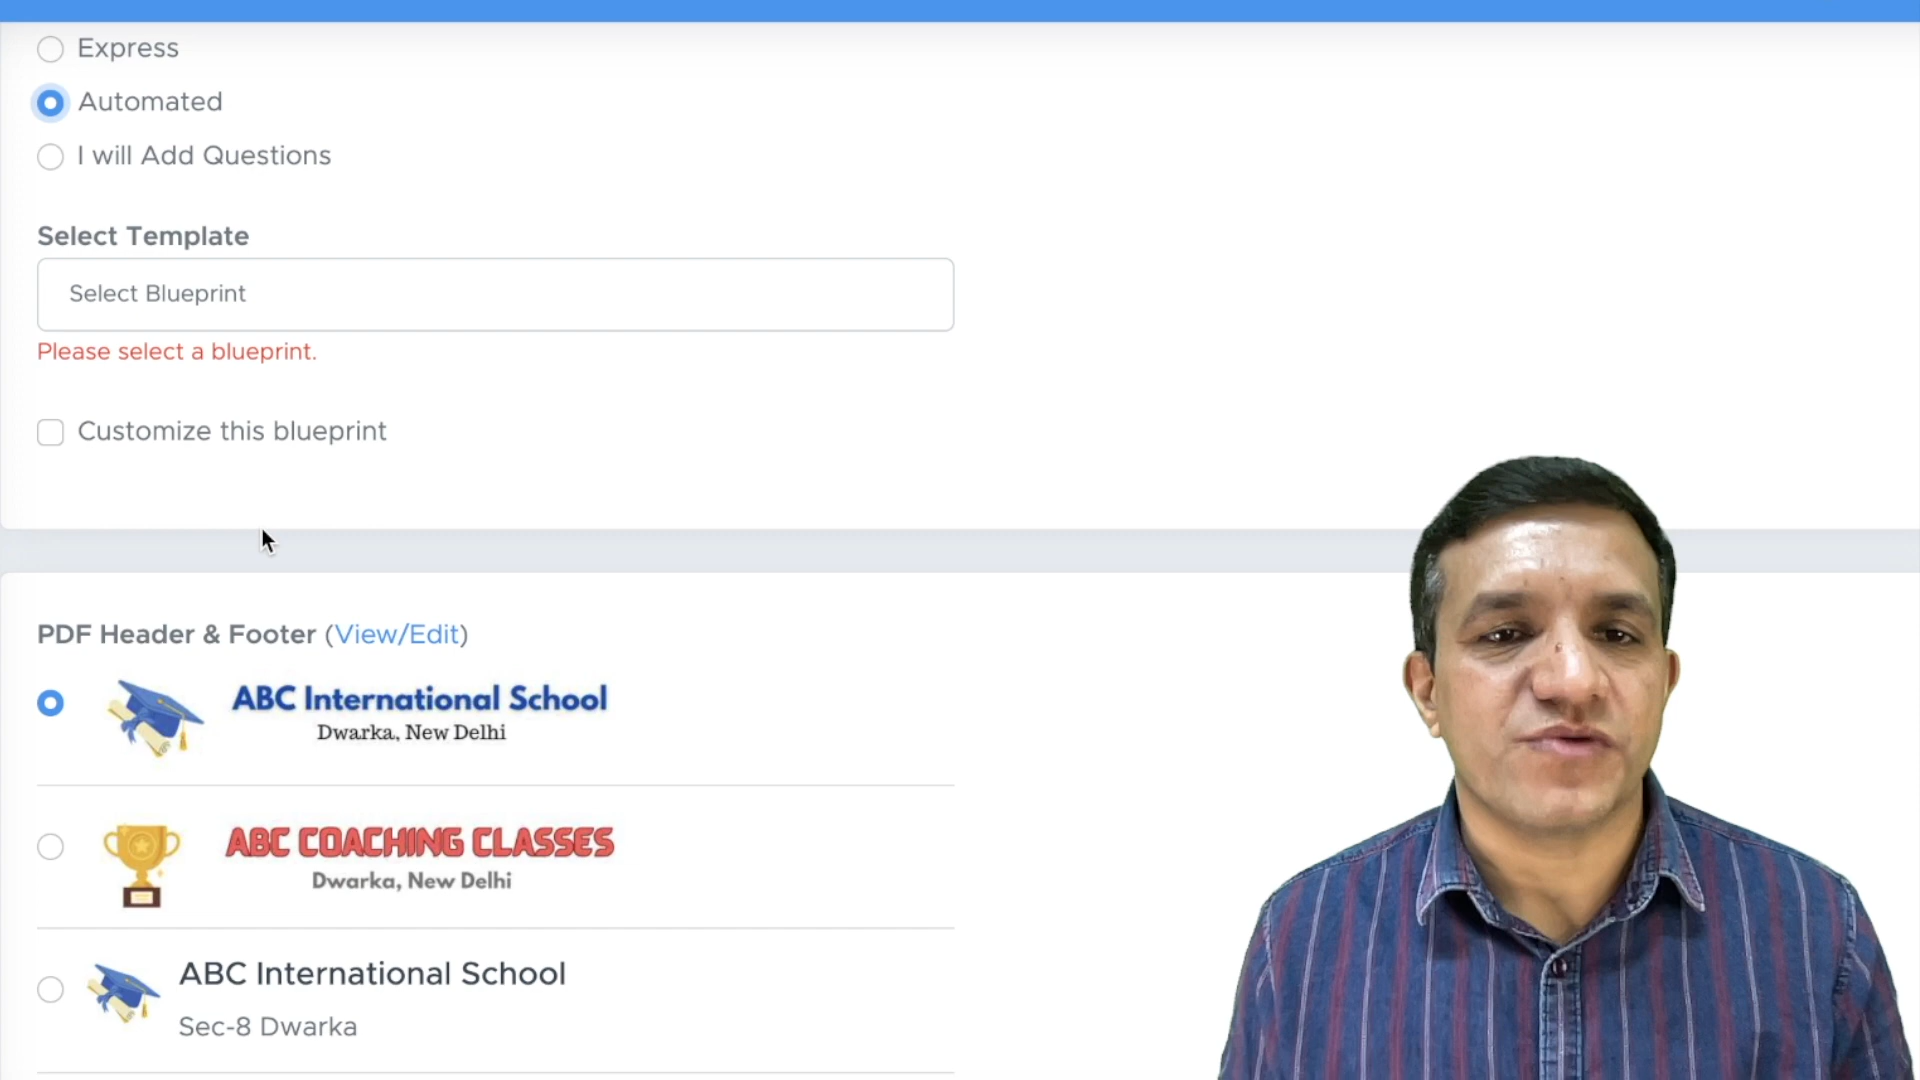 Express
Automated
I will Add Questions
Select Template
Select Blueprint
Please select a blueprint.
Customize this blueprint
PDF Header & Footer (View/Edit)
ABC International School
Dwarka, New Delhi
ABC COACHING CLASSES
Dwarka, New Delhi
ABC International School
Sec-8 Dwarka